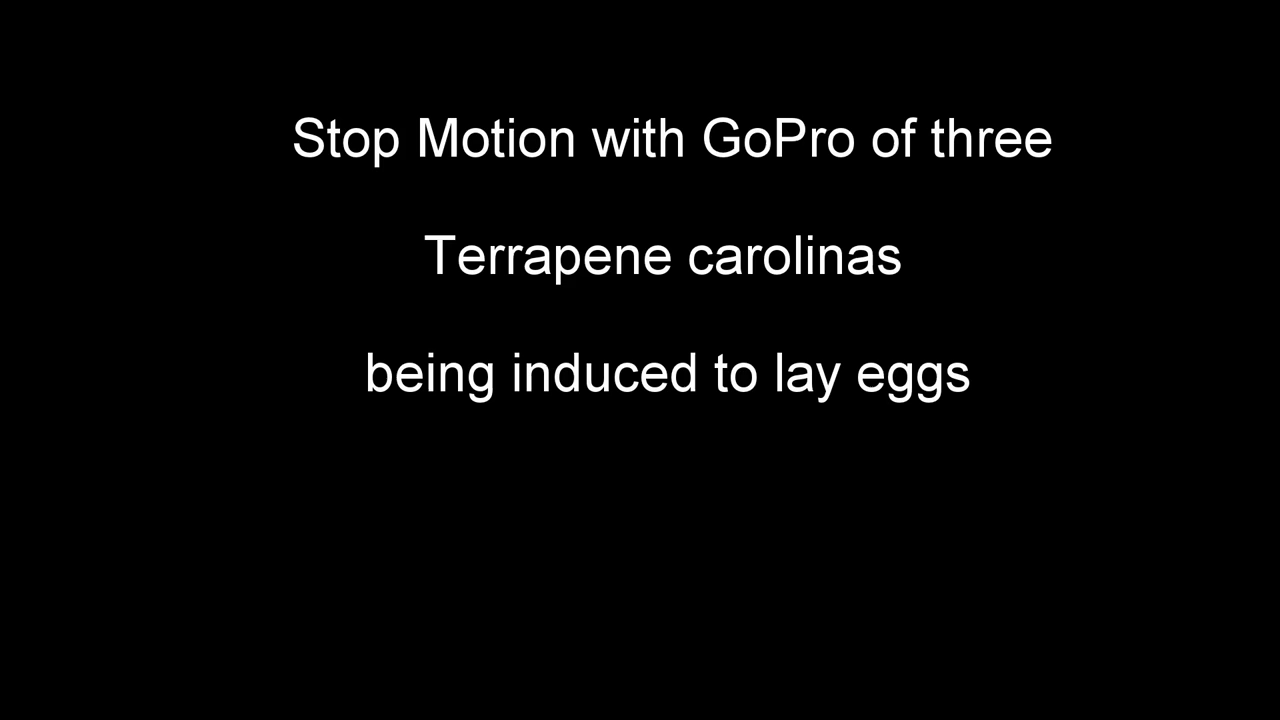 Stop Motion with GoPro of three
Terrapene carolinas
being induced to lay eggs